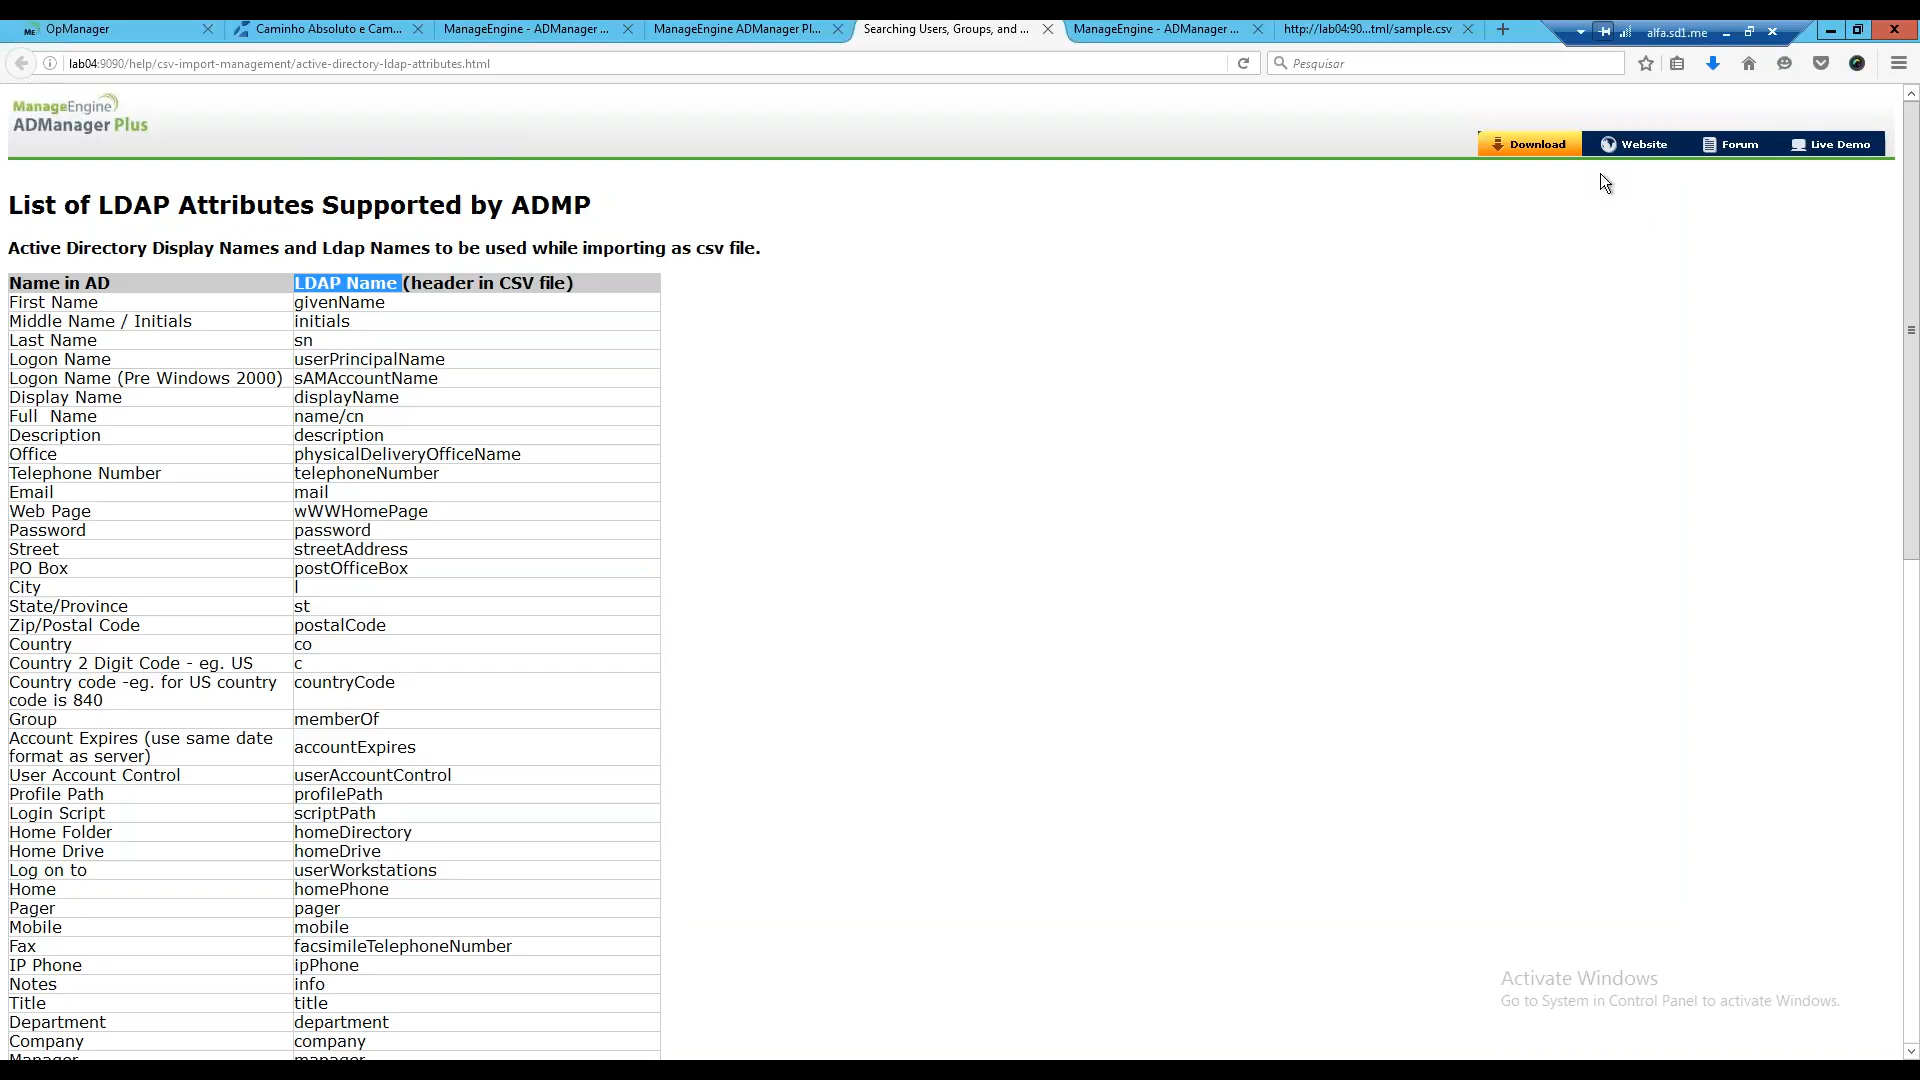 OpManager
Caminho Absoluto e Cam...
ManageEngine - ADManager ...
ManageEngine ADManager Pl...
Searching Users, Groups, and ...
ManageEngine - ADManager ...
http://lab04:90...tml/sample.csv
alfa.sd1.me
lab04:9090/help/csv-import-management/active-directory-ldap-attributes.html
Pesquisar
ManageEngine
ADManager Plus
Download
Website
Forum
Live Demo
List of LDAP Attributes Supported by ADMP
Active Directory Display Names and Ldap Names to be used while importing as csv file.
Name in AD LDAP Name (header in CSV file)
First Name givenName
Middle Name / Initials initials
Last Name sn
Logon Name userPrincipalName
Logon Name (Pre Windows 2000) sAMAccountName
Display Name displayName
Full Name name/cn
Description description
Office physicalDeliveryOfficeName
Telephone Number telephoneNumber
Email mail
Web Page wWWHomePage
Password password
Street streetAddress
PO Box postOfficeBox
City l
State/Province st
Zip/Postal Code postalCode
Country co
Country 2 Digit Code - eg. US c
Country code -eg. for US country countryCode
code is 840
Group memberOf
Account Expires (use same date
format as server) accountExpires
User Account Control userAccountControl
Profile Path profilePath
Login Script scriptPath
Home Folder homeDirectory
Home Drive homeDrive
Log on to userWorkstations
Home homePhone
Pager pager
Mobile mobile
Fax facsimileTelephoneNumber
IP Phone ipPhone
Notes info
Title title
Department department
Company company
Manager manager
Activate Windows
Go to System in Control Panel to activate Windows.